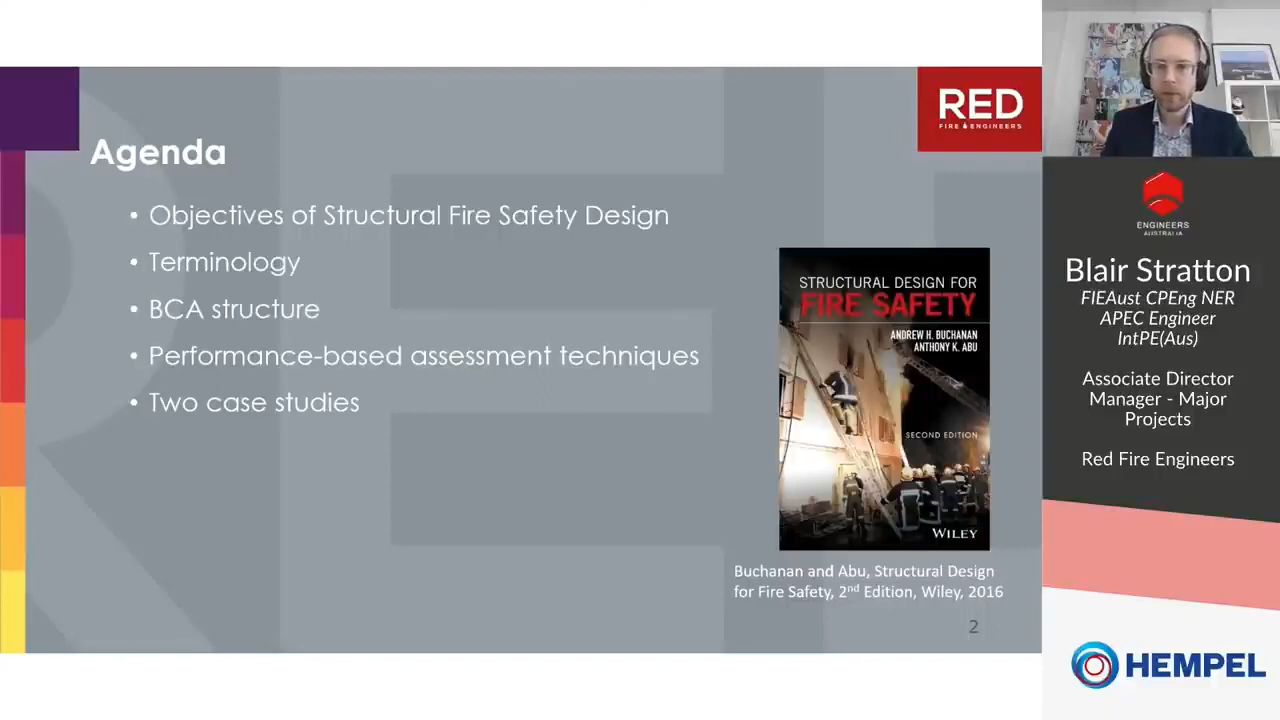 Agenda
• Objectives of Structural Fire Safety Design
• Terminology
• BCA structure
• Performance-based assessment techniques
• Two case studies
RED
FIRE ENGINEERS
STRUCTURAL DESIGN FOR
FIRE SAFETY
ANDREW H. BUCHANAN
ANTHONY K. ABU
SECOND EDITION
WILEY
Buchanan and Abu, Structural Design
for Fire Safety, 2nd Edition, Wiley, 2016
2
ENGINEERS
AUSTRALIA
Blair Stratton
FIEAust CPEng NER
APEC Engineer
IntPE(Aus)
Associate Director
Manager - Major
Projects
Red Fire Engineers
HEMPEL